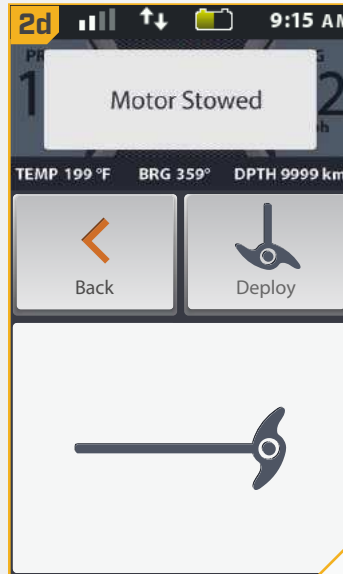 2d
9:15 AM
Motor Stowed
TEMP 199 °F BRG 359° DPTH 9999 km
Back
Deploy